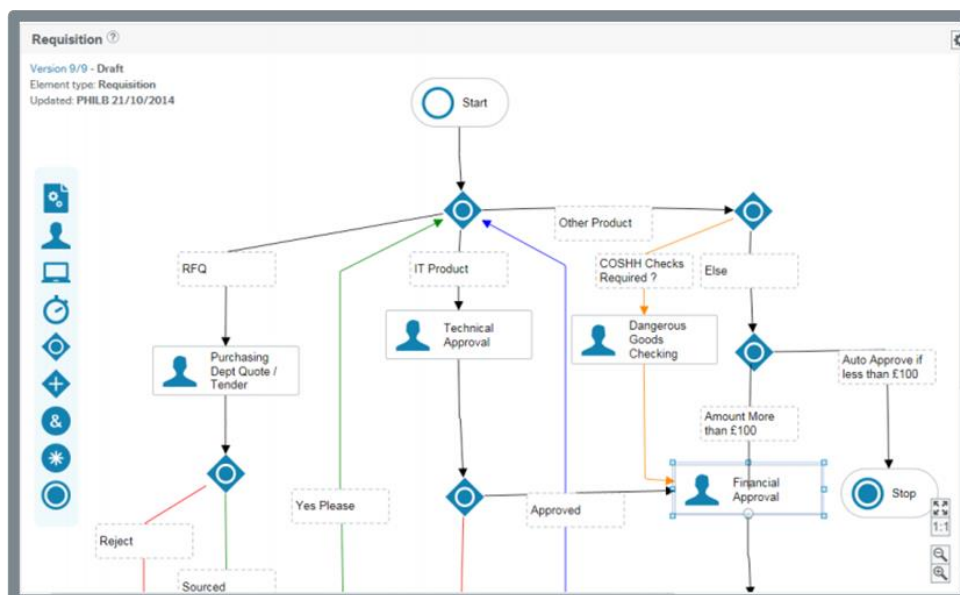 Requisition ?
Version 9/9 - Draft
Element type: Requisition
Updated: PHILB 21/10/2014
Start
Other Product
RFQ
IT Product
COSHH Checks
Required ?
Else
Technical
Approval
Dangerous
Goods
Checking
Purchasing
Dept Quote /
Tender
Auto Approve if
less than £100
Amount More
than £100
&
Financial
Approval
Stop
Yes Please
Approved
Reject
Sourced
1:1